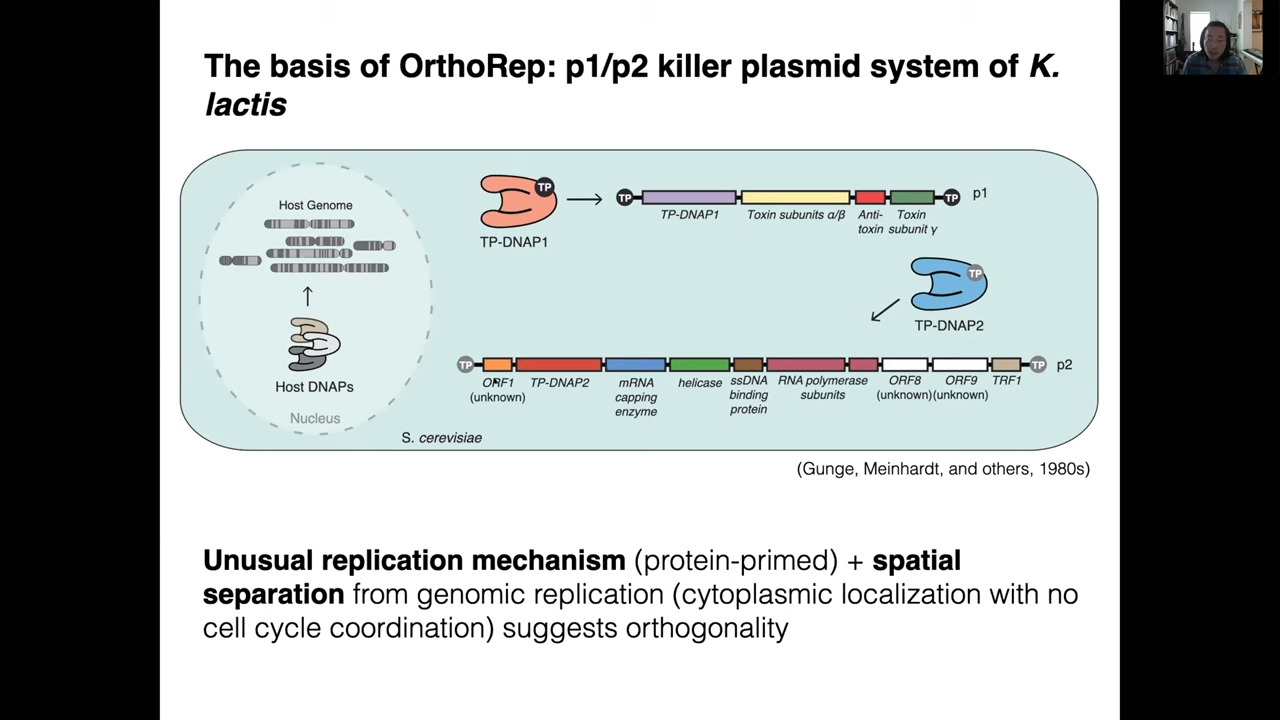 The basis of OrthoRep: p1/p2 killer plasmid system of K.
lactis
Host Genome
Host DNAPs
Nucleus
TP
TP-DNAP1
TP
TP-DNAP1
Toxin subunits α/β
Anti-
toxin
Toxin
subunit γ
TP
p1
TP
TP-DNAP2
TP
ORF1
(unknown)
TP-DNAP2
mRNA
capping
enzyme
helicase
ssDNA
binding
protein
RNA polymerase
subunits
ORF8
(unknown)
ORF9
(unknown)
TRF1
TP
p2
S. cerevisiae
(Gunge, Meinhardt, and others, 1980s)
Unusual replication mechanism (protein-primed) + spatial
separation from genomic replication (cytoplasmic localization with no
cell cycle coordination) suggests orthogonality